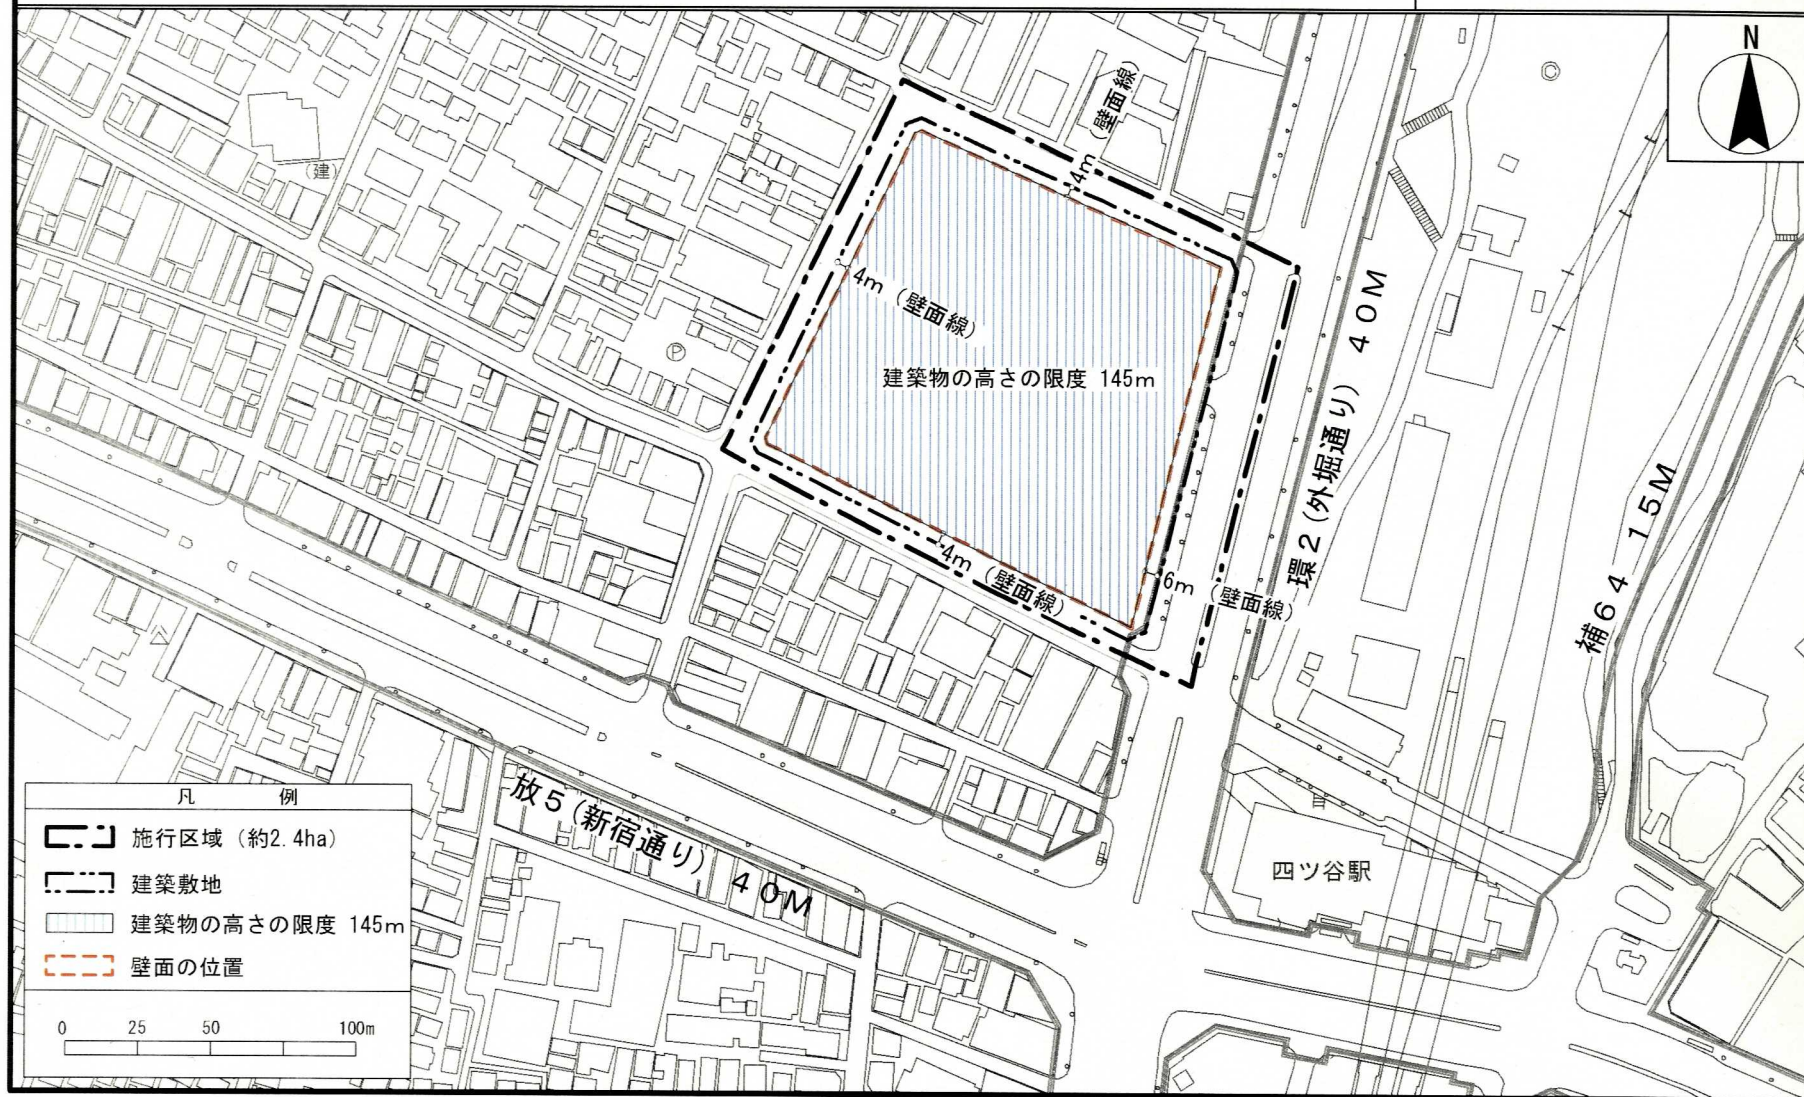 N
4m (壁面線)
(建)
4m (壁面線)
P
建築物の高さの限度 145m
環2 (外堀通り) 40M
4m (壁面線)
6m (壁面線)
補64 15M
放5 (新宿通り) 40M
四ツ谷駅
凡 例
施行区域 (約2.4ha)
建築敷地
建築物の高さの限度 145m
壁面の位置
0 25 50 100m